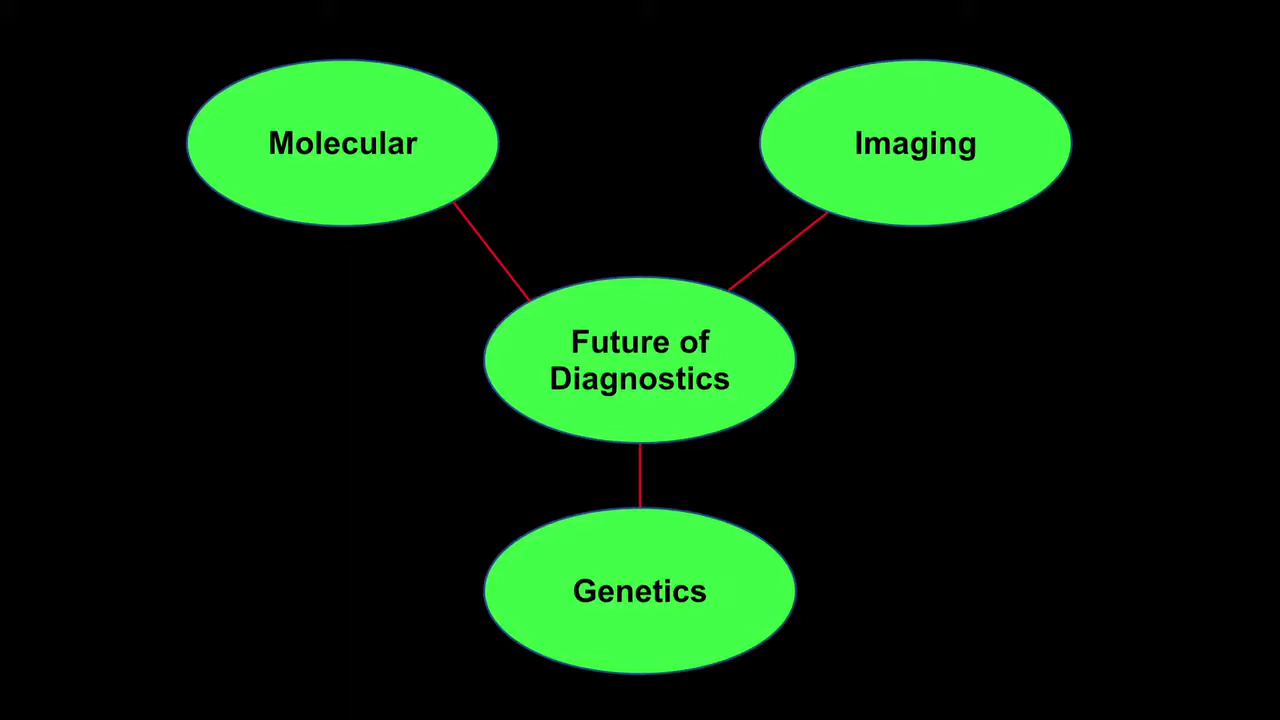 Molecular
Imaging
Future of
Diagnostics
Genetics